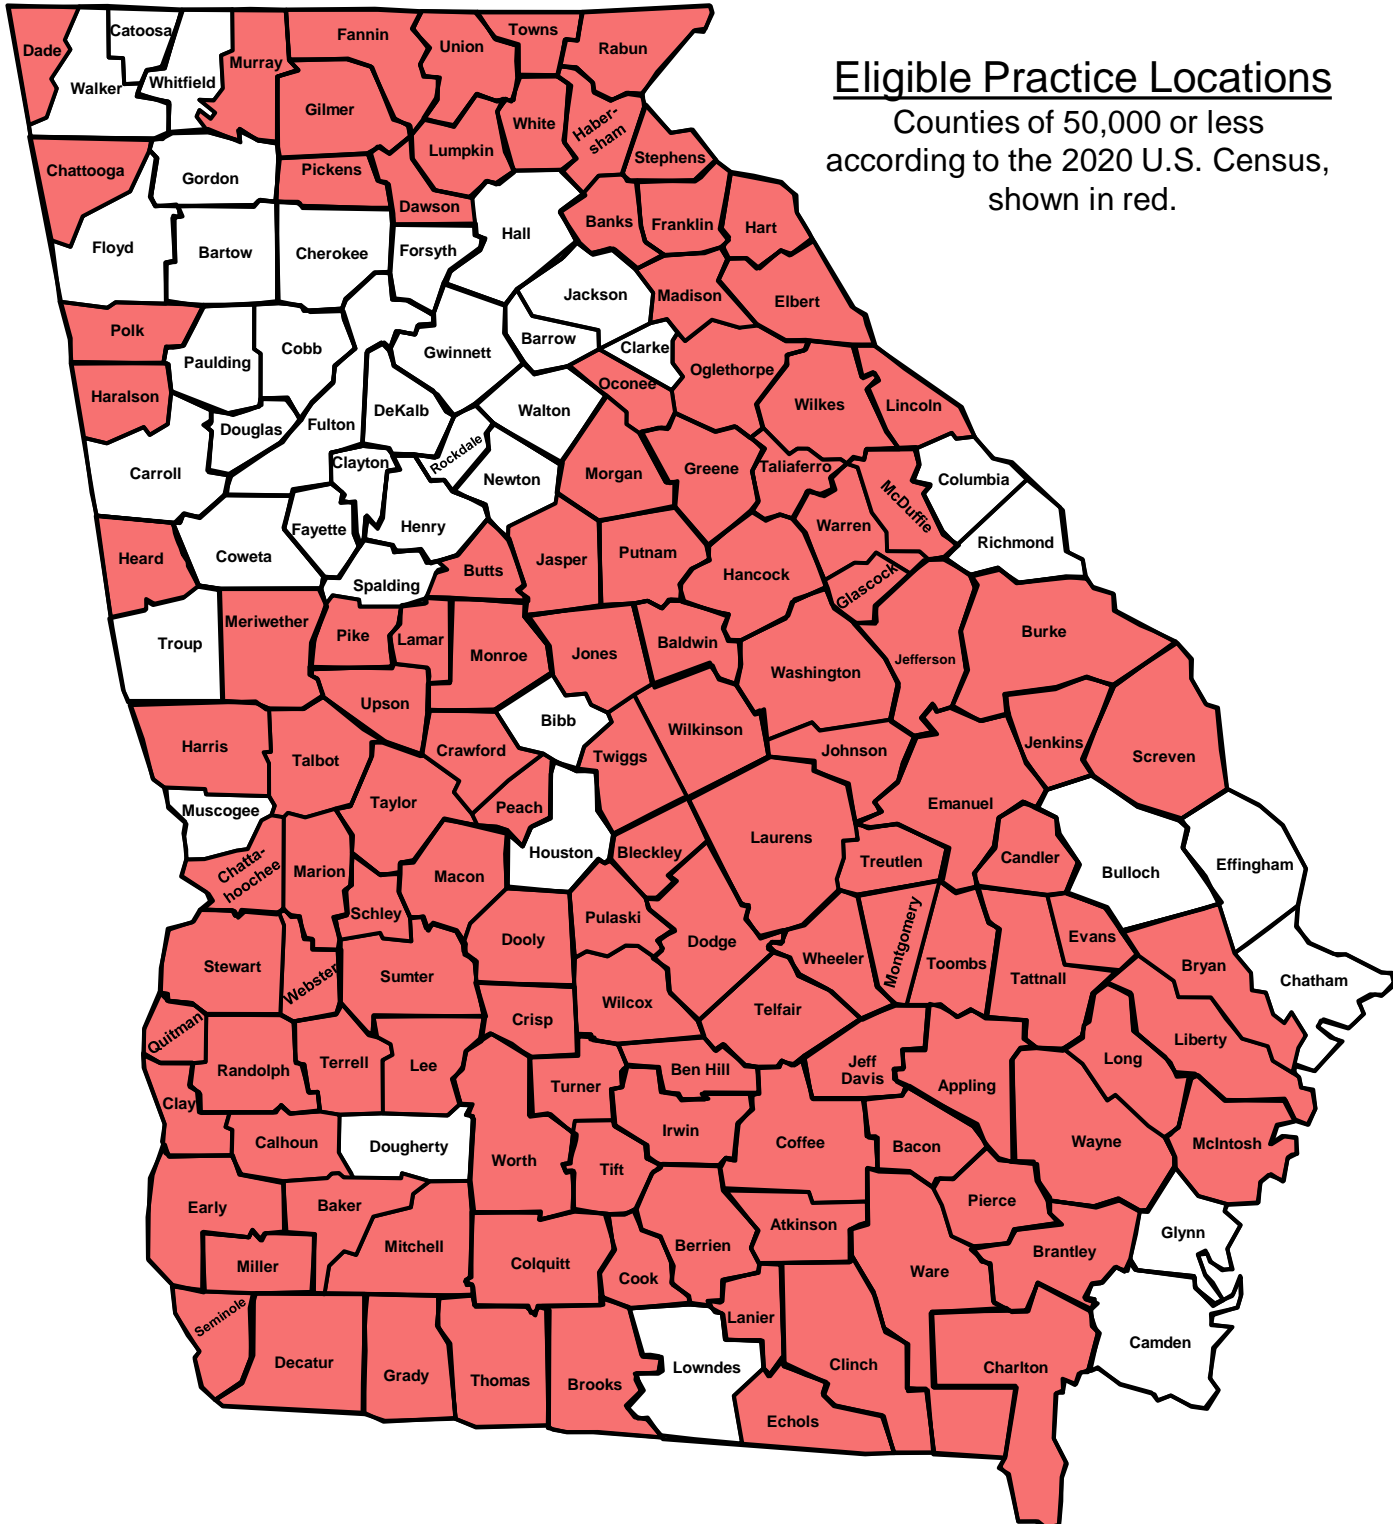 Eligible Practice Locations
Counties of 50,000 or less
according to the 2020 U.S. Census,
shown in red.
Dade
Catoosa
Walker
Whitfield
Murray
Fannin
Union
Towns
Rabun
Gilmer
White
Haber-
sham
Lumpkin
Stephens
Chattooga
Gordon
Pickens
Dawson
Banks
Franklin
Hart
Floyd
Bartow
Cherokee
Forsyth
Hall
Jackson
Madison
Elbert
Polk
Paulding
Cobb
Gwinnett
Barrow
Clarke
Oglethorpe
Oconee
Wilkes
Lincoln
Haralson
Douglas
Fulton
DeKalb
Walton
Carroll
Clayton
Rockdale
Newton
Morgan
Greene
Taliaferro
Columbia
McDuffie
Warren
Richmond
Heard
Coweta
Fayette
Henry
Spalding
Butts
Jasper
Putnam
Hancock
Glascock
Troup
Meriwether
Pike
Lamar
Monroe
Jones
Baldwin
Washington
Jefferson
Burke
Upson
Bibb
Wilkinson
Twiggs
Johnson
Jenkins
Screven
Harris
Talbot
Crawford
Taylor
Peach
Emanuel
Muscogee
Chatta-
hoochee
Marion
Macon
Houston
Bleckley
Laurens
Treutlen
Candler
Bulloch
Effingham
Schley
Dooly
Pulaski
Dodge
Wheeler
Montgomery
Toombs
Tattnall
Evans
Bryan
Chatham
Stewart
Webster
Sumter
Crisp
Wilcox
Telfair
Quitman
Randolph
Terrell
Lee
Turner
Ben Hill
Jeff
Davis
Appling
Long
Liberty
Clay
Calhoun
Dougherty
Worth
Tift
Irwin
Coffee
Bacon
Wayne
McIntosh
Early
Baker
Mitchell
Miller
Colquitt
Cook
Berrien
Atkinson
Pierce
Brantley
Glynn
Ware
Seminole
Decatur
Grady
Thomas
Brooks
Lanier
Lowndes
Clinch
Echols
Charlton
Camden